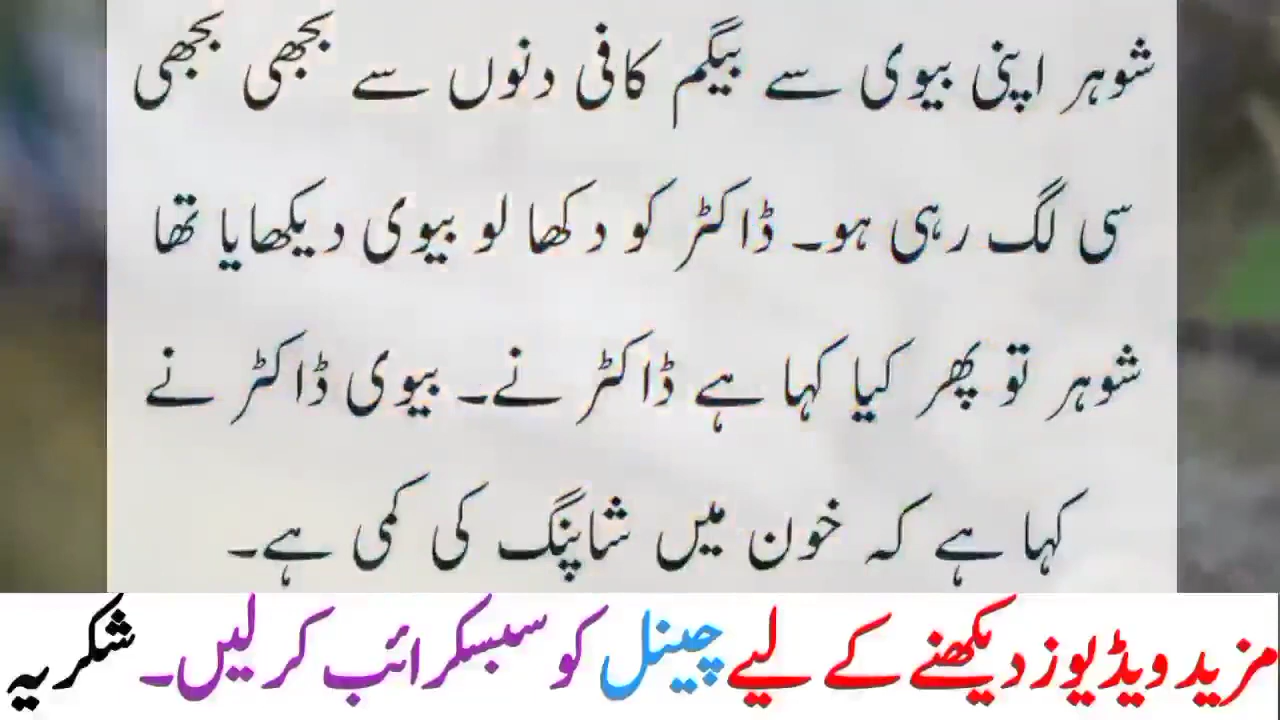 شوہر اپنی بیوی سے بیگم کافی دنوں سے بجھی بجھی
سی لگ رہی ہو۔ ڈاکٹر کو دکھا لو بیوی دیکھایا تھا
شوہر تو پھر کیا کہا ہے ڈاکٹر نے۔ بیوی ڈاکٹر نے
کہا ہے کہ خون میں شاپنگ کی کمی ہے۔
مزید ویڈیوز دیکھنے کے لیے چینل کو سبسکرائب کر لیں۔ شکریہ